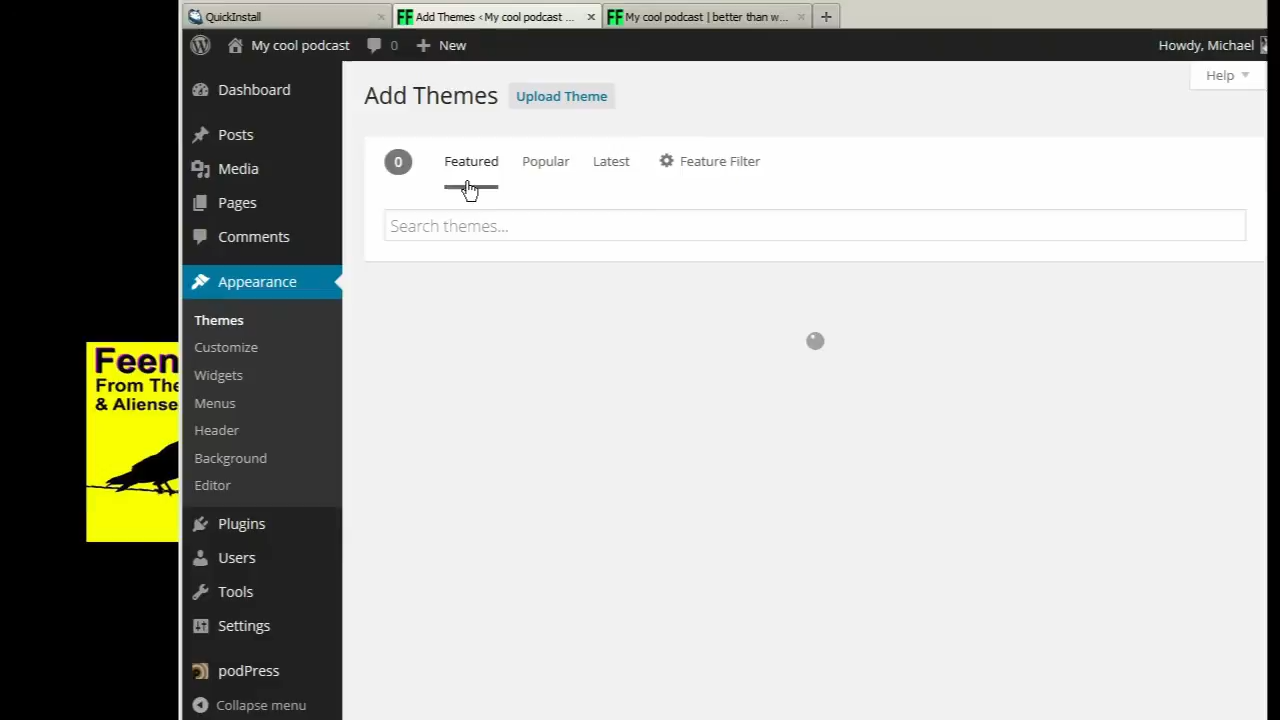 QuickInstall
FF Add Themes ‹ My cool podcast ...
FF My cool podcast | better than w...
My cool podcast 0 New
Howdy, Michael
Help
Dashboard
Posts
Media
Pages
Comments
Appearance
Themes
Customize
Widgets
Menus
Header
Background
Editor
Plugins
Users
Tools
Settings
podPress
Collapse menu
Add Themes Upload Theme
0 Featured Popular Latest Feature Filter
Search themes...
Feen
From The
& Aliense